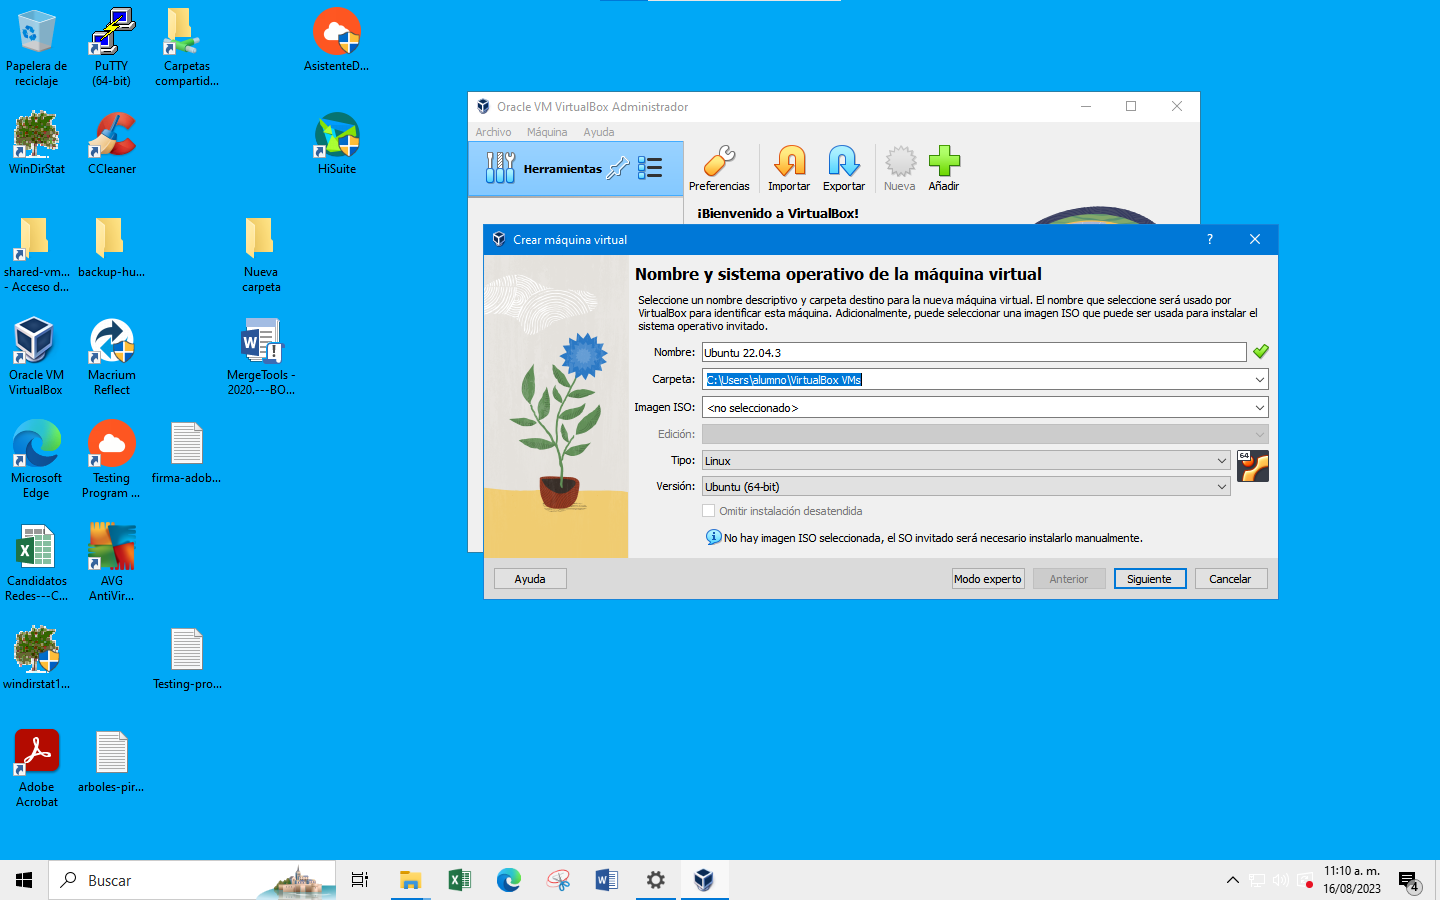 Papelera de
reciclaje
PuTTY
(64-bit)
Carpetas
compartid...
AsistenteD...
WinDirStat
CCleaner
HiSuite
shared-vm...
- Acceso d...
backup-hu...
Nueva
carpeta
Oracle VM
VirtualBox
Macrium
Reflect
MergeTools -
2020.---BO...
Microsoft
Edge
Testing
Program ...
firma-adob...
Candidatos
Redes---C...
AVG
AntiVir...
windirstat1...
Testing-pro...
Adobe
Acrobat
arboles-pir...
Oracle VM VirtualBox Administrador
Archivo Máquina Ayuda
Herramientas
Preferencias Importar Exportar Nueva Añadir
¡Bienvenido a VirtualBox!
Crear máquina virtual ?
Nombre y sistema operativo de la máquina virtual
Seleccione un nombre descriptivo y carpeta destino para la nueva máquina virtual. El nombre que seleccione será usado por
VirtualBox para identificar esta máquina. Adicionalmente, puede seleccionar una imagen ISO que puede ser usada para instalar el
sistema operativo invitado.
Nombre: Ubuntu 22.04.3
Carpeta: C:\Users\alumno\VirtualBox VMs
Imagen ISO: <no seleccionado>
Edición:
Tipo: Linux
64
Versión: Ubuntu (64-bit)
Omitir instalación desatendida
No hay imagen ISO seleccionada, el SO invitado será necesario instalarlo manualmente.
Ayuda Modo experto Anterior Siguiente Cancelar
Buscar
11:10 a. m.
16/08/2023
4